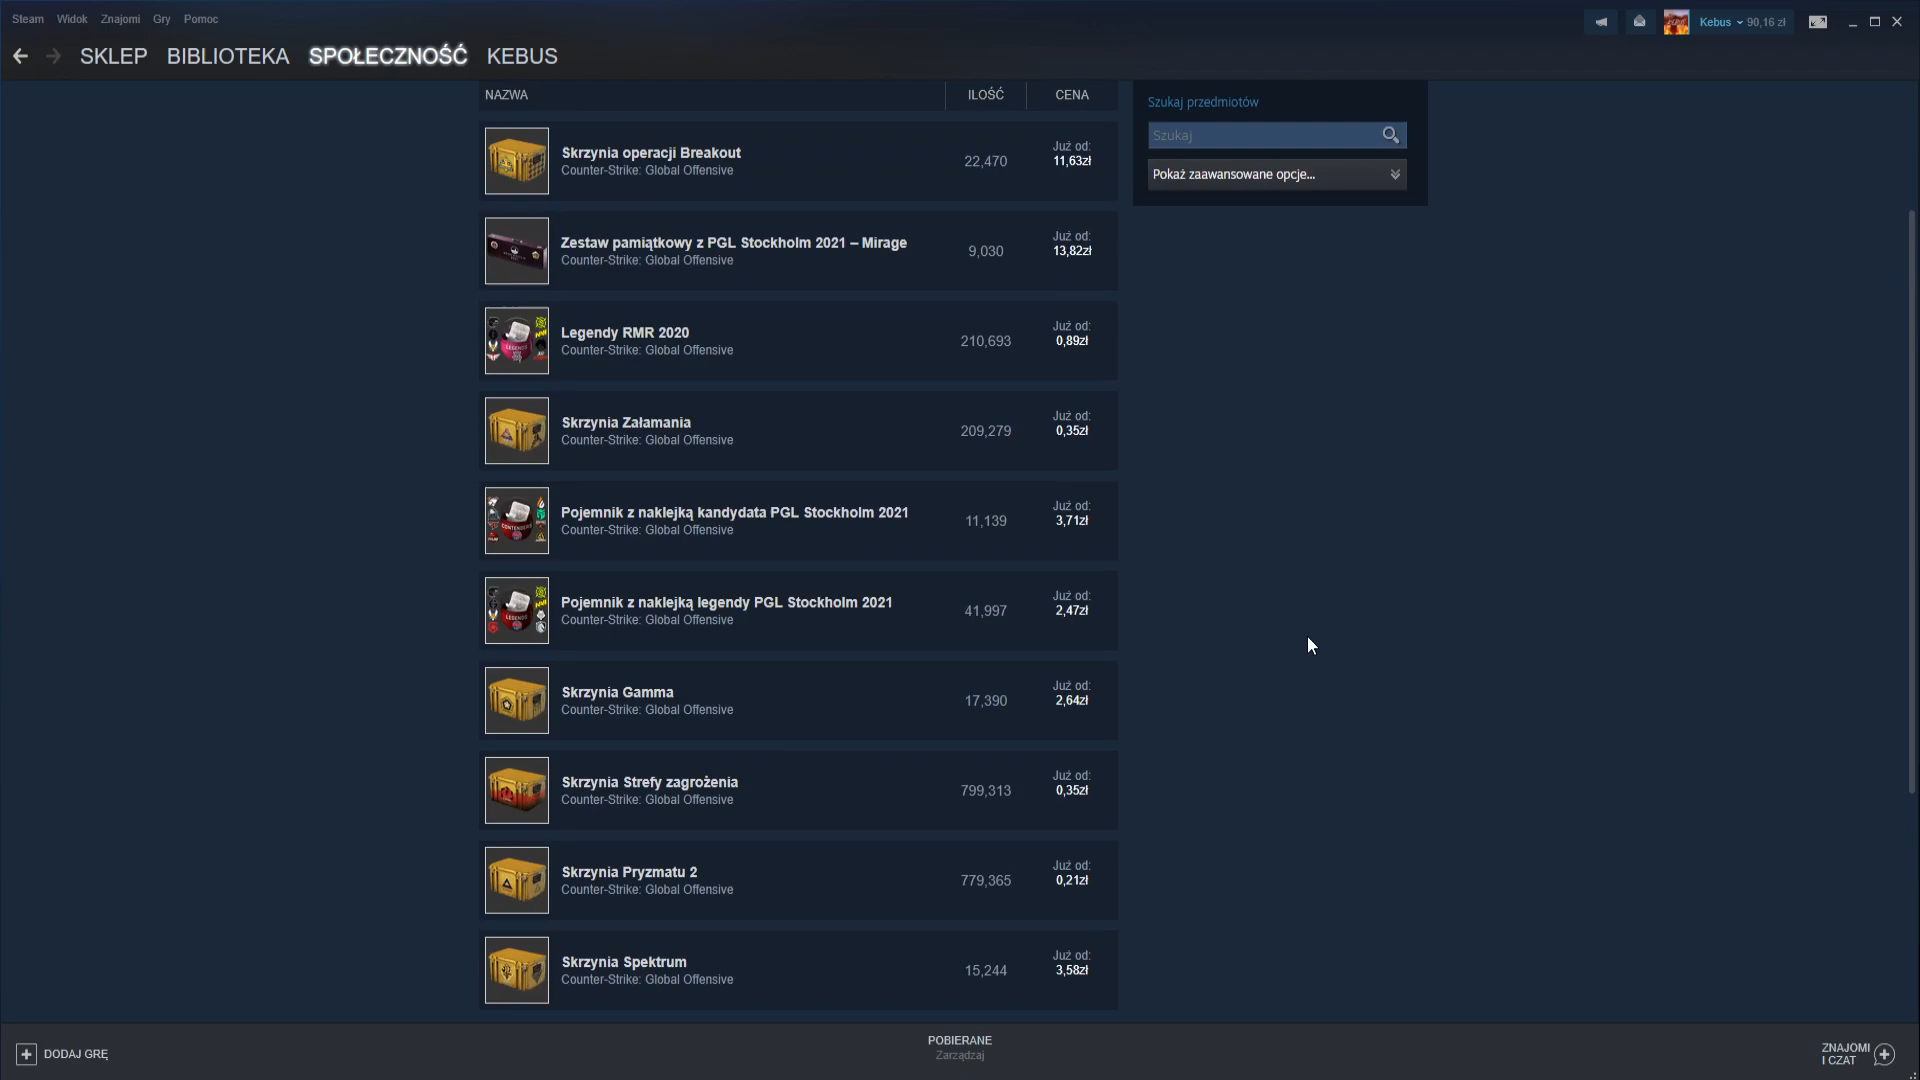 Steam Widok Znajomi Gry Pomoc
Kebus 90,16 zł
SKLEP BIBLIOTEKA SPOŁECZNOŚĆ KEBUS
NAZWA ILOŚĆ CENA
Skrzynia operacji Breakout
Counter-Strike: Global Offensive
22,470
Już od:
11,63zł
Zestaw pamiątkowy z PGL Stockholm 2021 – Mirage
Counter-Strike: Global Offensive
9,030
Już od:
13,82zł
Legendy RMR 2020
Counter-Strike: Global Offensive
210,693
Już od:
0,89zł
Skrzynia Załamania
Counter-Strike: Global Offensive
209,279
Już od:
0,35zł
Pojemnik z naklejką kandydata PGL Stockholm 2021
Counter-Strike: Global Offensive
11,139
Już od:
3,71zł
Pojemnik z naklejką legendy PGL Stockholm 2021
Counter-Strike: Global Offensive
41,997
Już od:
2,47zł
Skrzynia Gamma
Counter-Strike: Global Offensive
17,390
Już od:
2,64zł
Skrzynia Strefy zagrożenia
Counter-Strike: Global Offensive
799,313
Już od:
0,35zł
Skrzynia Pryzmatu 2
Counter-Strike: Global Offensive
779,365
Już od:
0,21zł
Skrzynia Spektrum
Counter-Strike: Global Offensive
15,244
Już od:
3,58zł
Szukaj przedmiotów
Szukaj
Pokaż zaawansowane opcje...
DODAJ GRĘ
POBIERANE
Zarządzaj
ZNAJOMI
I CZAT